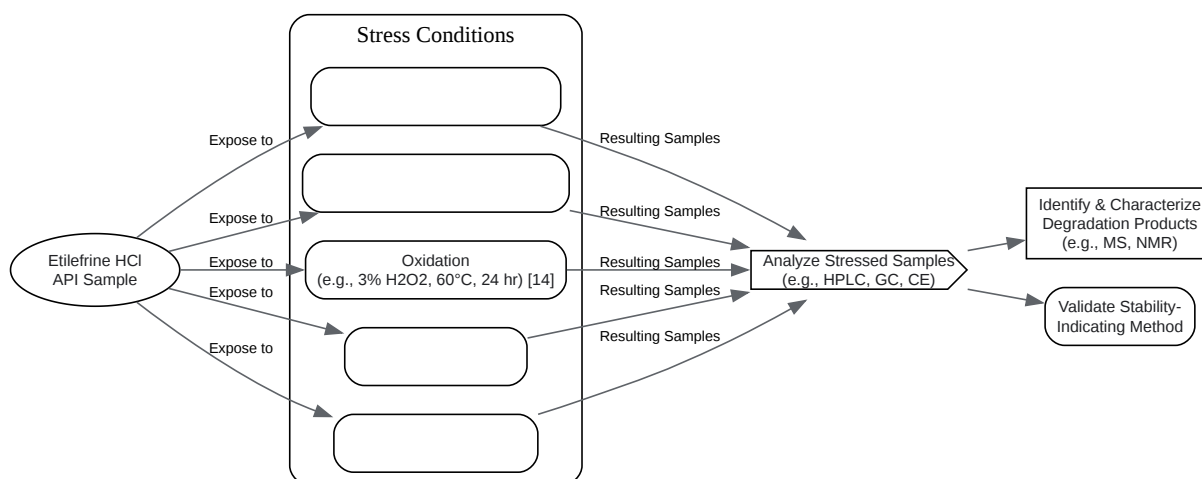 Stress Conditions
Expose to
Resulting Samples
Expose to
Resulting Samples
Etilefrine HCl
API Sample
Expose to
Oxidation
(e.g., 3% H2O2, 60°C, 24 hr) [14]
Resulting Samples
Expose to
Resulting Samples
Expose to
Resulting Samples
Analyze Stressed Samples
(e.g., HPLC, GC, CE)
Identify & Characterize
Degradation Products
(e.g., MS, NMR)
Validate Stability-
Indicating Method